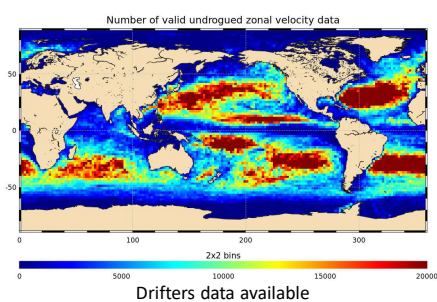 Number of valid undrogued zonal velocity data
50
0
-50
0 100 200 300
2x2 bins
0 5000 10000 15000 20000
Drifters data available